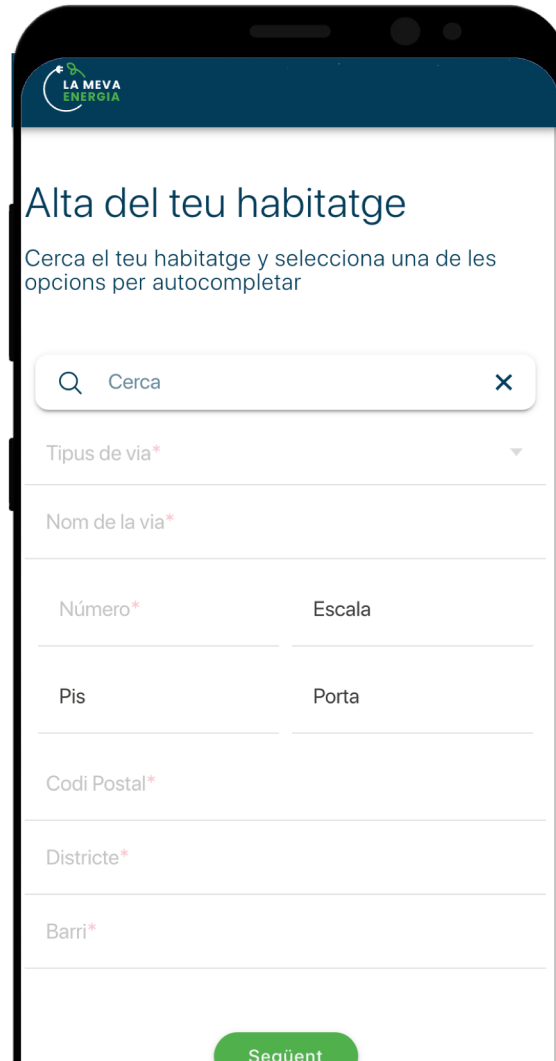 LA MEVA
ENERGIA
Alta del teu habitatge
Cerca el teu habitatge y selecciona una de les
opcions per autocompletar
Cerca
Tipus de via*
Nom de la via*
Número*
Escala
Pis
Porta
Codi Postal*
Districte*
Barri*
Següent